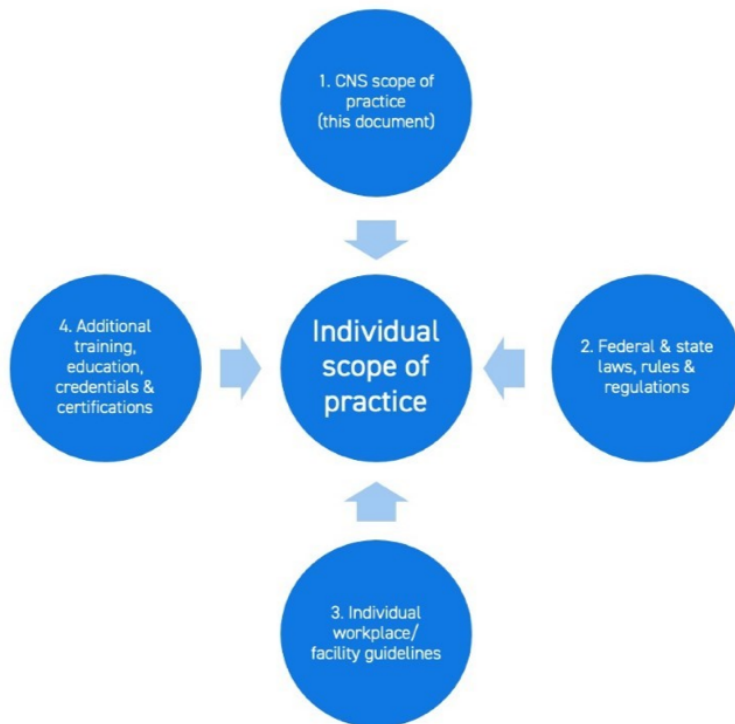 1. CNS scope of
practice
(this document)
4. Additional
training,
education,
credentials &
certifications
Individual
scope of
practice
2. Federal & state
laws, rules &
regulations
3. Individual
workplace/
facility guidelines